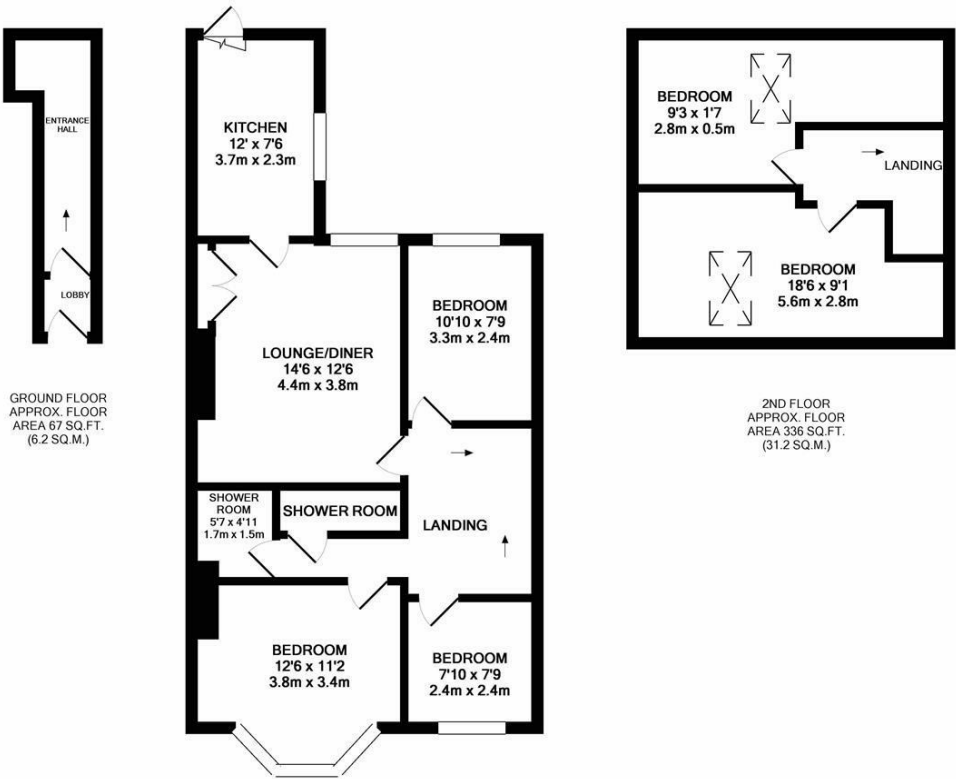 ENTRANCE
HALL
LOBBY
GROUND FLOOR
APPROX. FLOOR
AREA 67 SQ.FT.
(6.2 SQ.M.)
KITCHEN
12' x 7'6
3.7m x 2.3m
LOUNGE/DINER
14'6 x 12'6
4.4m x 3.8m
BEDROOM
10'10 x 7'9
3.3m x 2.4m
SHOWER
ROOM
5'7 x 4'11
1.7m x 1.5m
SHOWER ROOM
LANDING
BEDROOM
12'6 x 11'2
3.8m x 3.4m
BEDROOM
7'10 x 7'9
2.4m x 2.4m
BEDROOM
9'3 x 1'7
2.8m x 0.5m
LANDING
BEDROOM
18'6 x 9'1
5.6m x 2.8m
2ND FLOOR
APPROX. FLOOR
AREA 336 SQ.FT.
(31.2 SQ.M.)